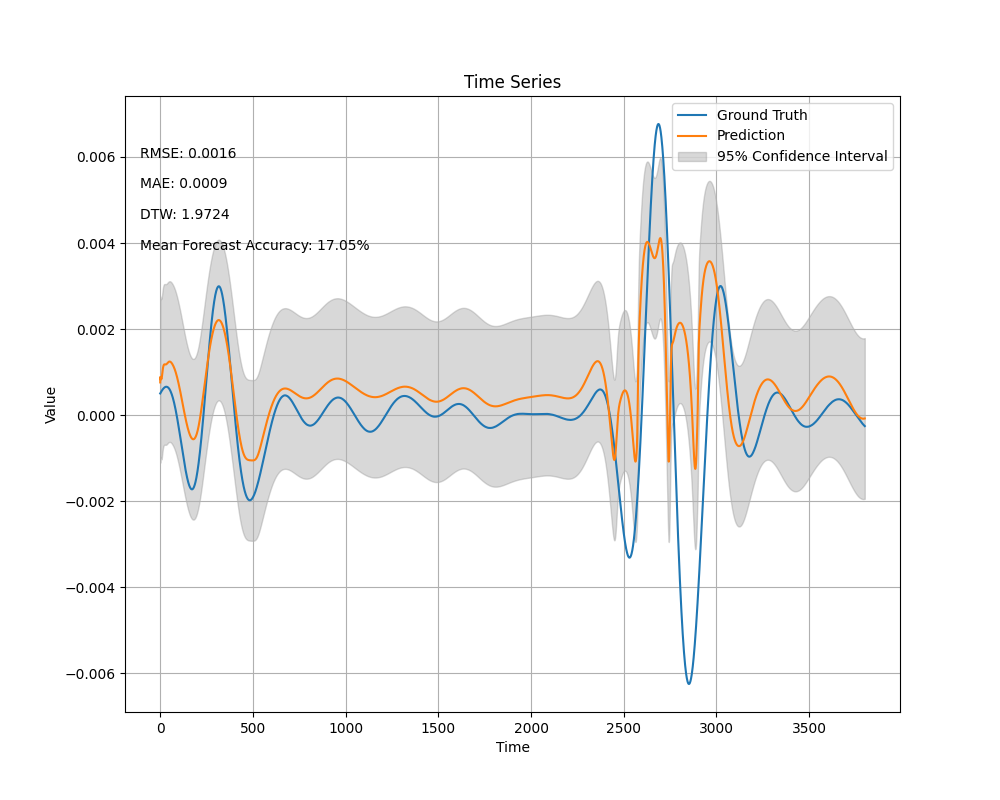 Time Series
Ground Truth
Prediction
95% Confidence Interval
RMSE: 0.0016
MAE: 0.0009
DTW: 1.9724
Mean Forecast Accuracy: 17.05%
Value
0.006
0.004
0.002
0.000
−0.002
−0.004
−0.006
0 500 1000 1500 2000 2500 3000 3500
Time